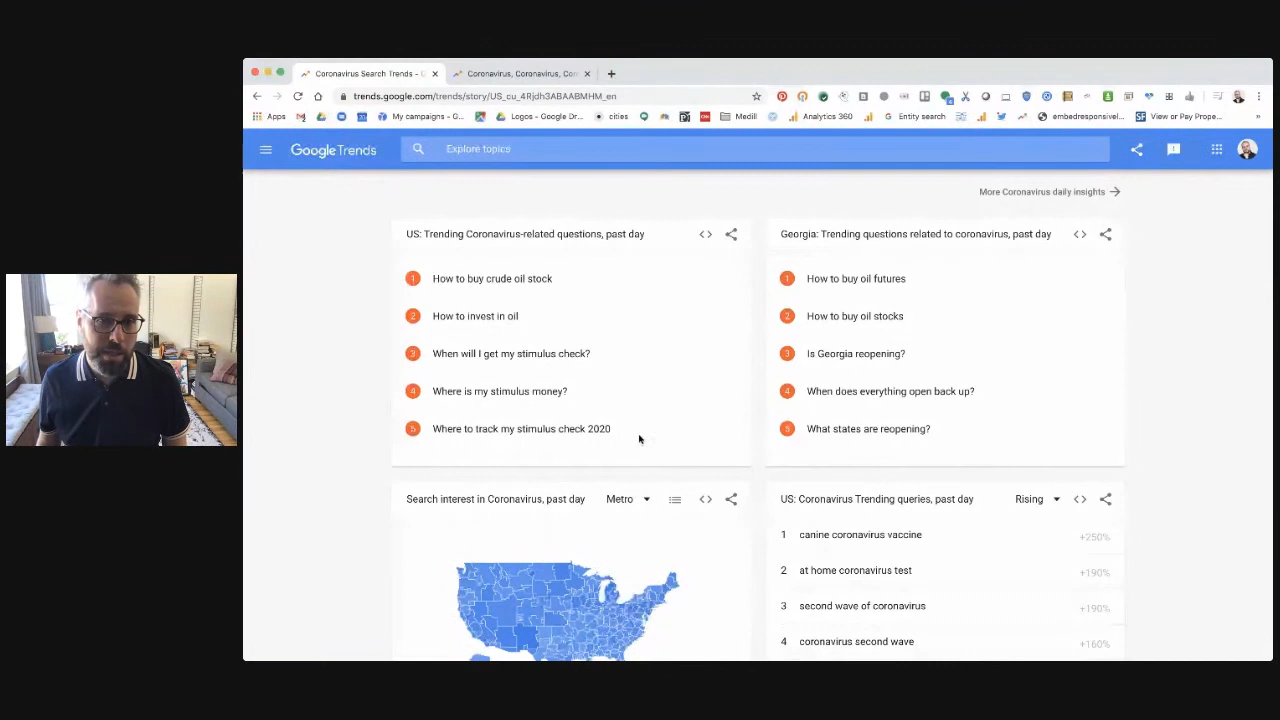 Coronavirus Search Trends - G
Coronavirus, Coronavirus, Cor
trends.google.com/trends/story/US_cu_4Rjdh3ABAABMHM_en
Apps
My campaigns - G...
Logos - Google Dr...
cities
Medill
Analytics 360
Entity search
embedresponsivel...
View or Pay Prope...
Google Trends
Explore topics
More Coronavirus daily insights
US: Trending Coronavirus-related questions, past day
1 How to buy crude oil stock
2 How to invest in oil
3 When will I get my stimulus check?
4 Where is my stimulus money?
5 Where to track my stimulus check 2020
Georgia: Trending questions related to coronavirus, past day
1 How to buy oil futures
2 How to buy oil stocks
3 Is Georgia reopening?
4 When does everything open back up?
5 What states are reopening?
Search interest in Coronavirus, past day
Metro
US: Coronavirus Trending queries, past day
Rising
1 canine coronavirus vaccine +250%
2 at home coronavirus test +190%
3 second wave of coronavirus +190%
4 coronavirus second wave +160%